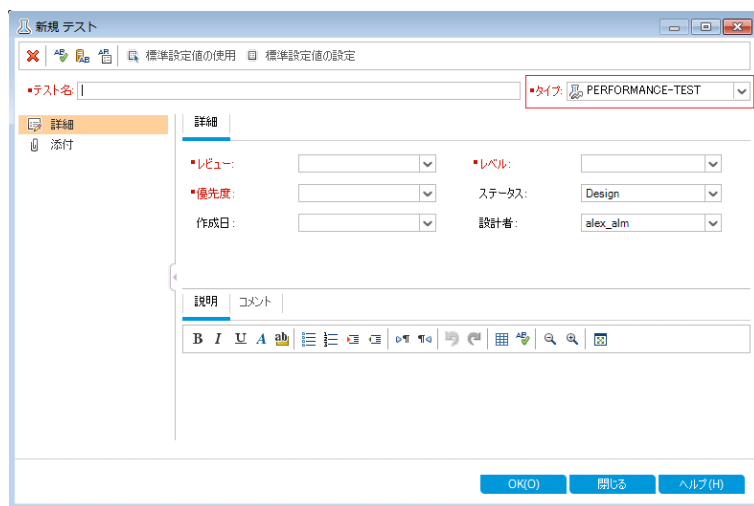 新規 テスト
標準設定値の使用 標準設定値の設定
テスト名: タイプ: PERFORMANCE-TEST
詳細
添付
詳細
レビュー: レベル:
優先度: ステータス: Design
作成日: 設計者: alex_alm
説明 コメント
B I U A ab
OK(O) 閉じる ヘルプ(H)